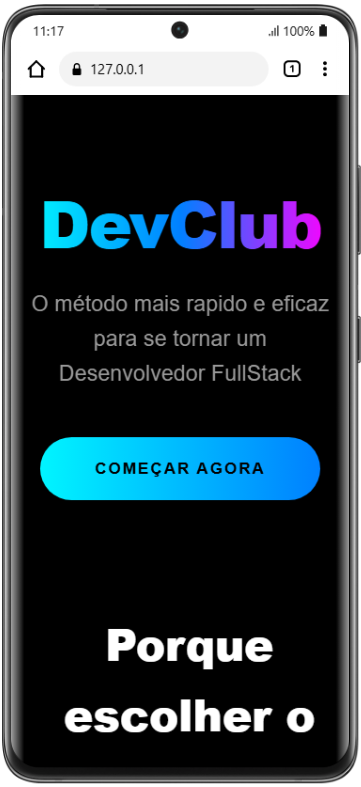 11:17
100%
127.0.0.1
1
DevClub
O método mais rapido e eficaz
para se tornar um
Desenvolvedor FullStack
COMEÇAR AGORA
Porque
escolher o